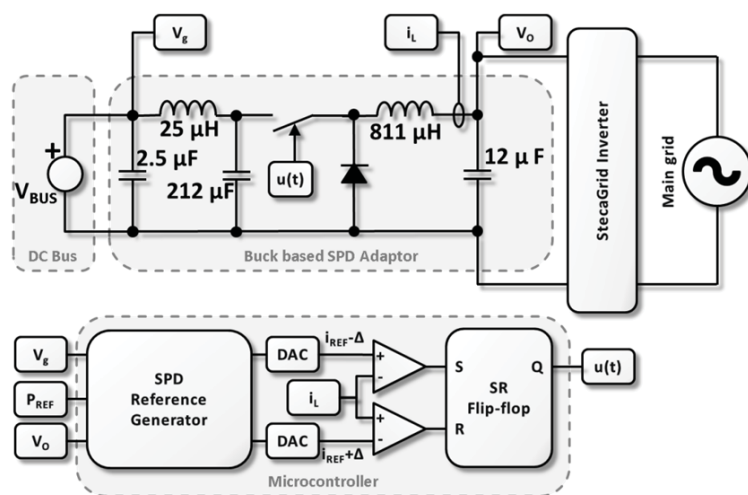 Vg
iL
VO
25 µH
811 µH
+
2.5 µF
212 µF
12 µ F
VBUS
u(t)
DC Bus
Buck based SPD Adaptor
StecaGrid Inverter
Main grid
Vg
PREF
VO
SPD
Reference
Generator
DAC
iREF-Δ
+
-
iL
+
-
DAC
iREF+Δ
S
Q
SR
Flip-flop
R
u(t)
Microcontroller